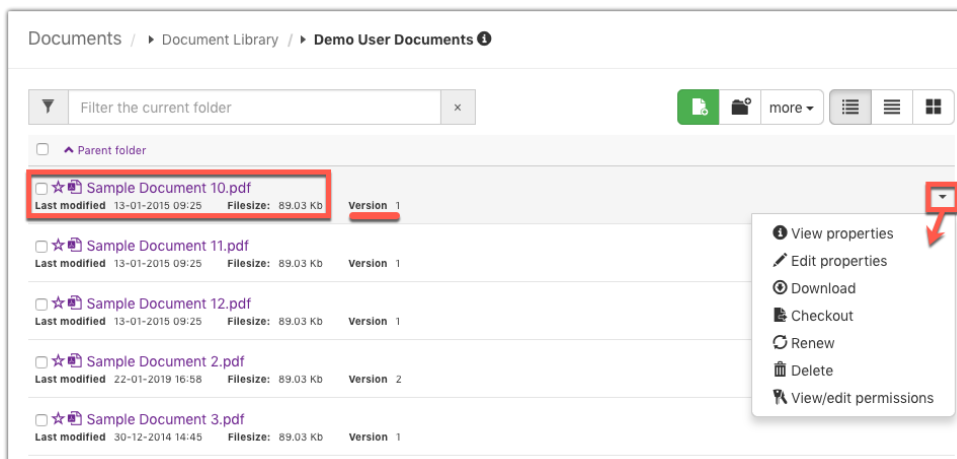 Documents / Document Library / Demo User Documents
Filter the current folder × more
Parent folder
Sample Document 10.pdf
Last modified 13-01-2015 09:25 Filesize: 89.03 Kb Version 1
View properties
Sample Document 11.pdf
Edit properties
Last modified 13-01-2015 09:25 Filesize: 89.03 Kb Version 1
Download
Sample Document 12.pdf
Checkout
Last modified 13-01-2015 09:25 Filesize: 89.03 Kb Version 1
Renew
Sample Document 2.pdf
Delete
Last modified 22-01-2019 16:58 Filesize: 89.03 Kb Version 2
View/edit permissions
Sample Document 3.pdf
Last modified 30-12-2014 14:45 Filesize: 89.03 Kb Version 1